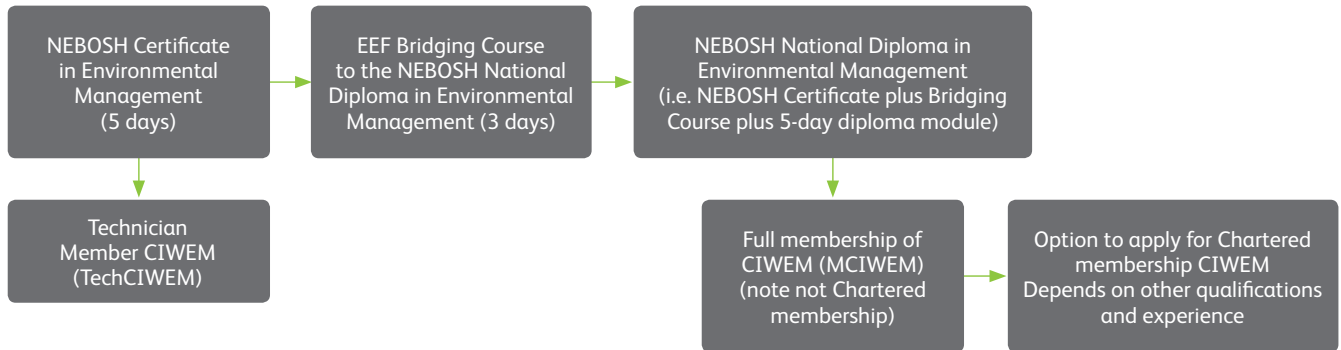 NEBOSH Certificate
in Environmental
Management
(5 days)
EEF Bridging Course
to the NEBOSH National
Diploma in Environmental
Management (3 days)
NEBOSH National Diploma in
Environmental Management
(i.e. NEBOSH Certificate plus Bridging
Course plus 5-day diploma module)
Technician
Member CIWEM
(TechCIWEM)
Full membership of
CIWEM (MCIWEM)
(note not Chartered
membership)
Option to apply for Chartered
membership CIWEM
Depends on other qualifications
and experience